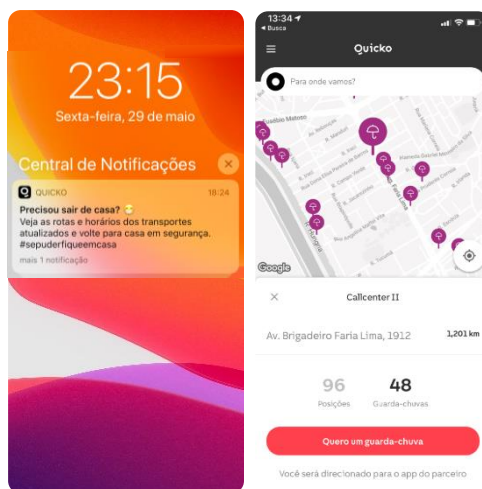 23:15
Sexta-feira, 29 de maio
Central de Notificações
QUICKO
18:24
Precisou sair de casa?
Veja as rotas e horários dos transportes
atualizados e volte para casa em segurança.
#sepuderfiqueemcasa
mais 1 notificação
13:34
Busca
Quicko
Para onde vamos?
Google
Callcenter II
Av. Brigadeiro Faria Lima, 1912
1,201 km
96
48
Posições
Guarda-chuvas
Quero um guarda-chuva
Você será direcionado para o app do parceiro